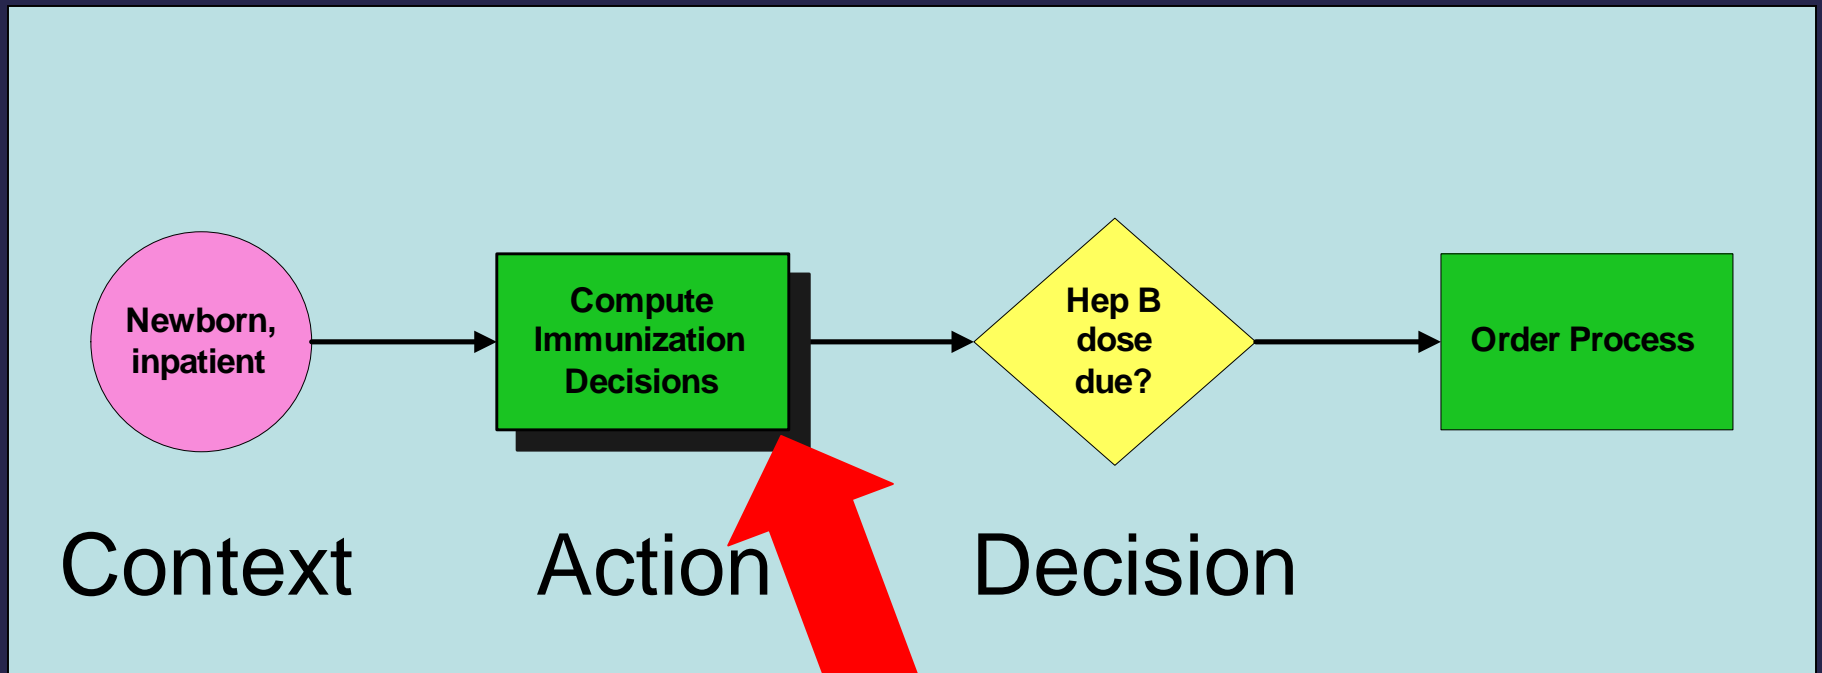 Newborn,
inpatient
Compute
Immunization
Decisions
Hep B
dose
due?
Order Process
Context
Action
Decision